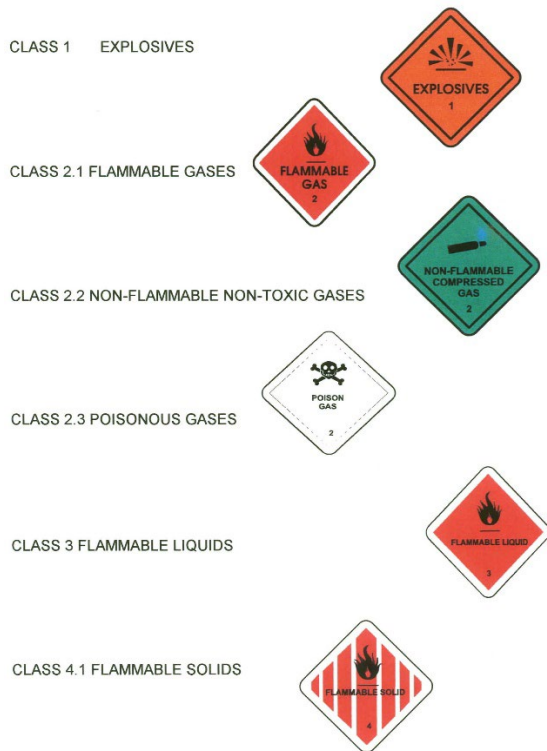 CLASS 1 EXPLOSIVES
EXPLOSIVES
1
CLASS 2.1 FLAMMABLE GASES
FLAMMABLE
GAS
2
CLASS 2.2 NON-FLAMMABLE NON-TOXIC GASES
NON-FLAMMABLE
COMPRESSED
GAS
2
CLASS 2.3 POISONOUS GASES
POISON
GAS
2
CLASS 3 FLAMMABLE LIQUIDS
FLAMMABLE LIQUID
3
CLASS 4.1 FLAMMABLE SOLIDS
FLAMMABLE SOLID
4